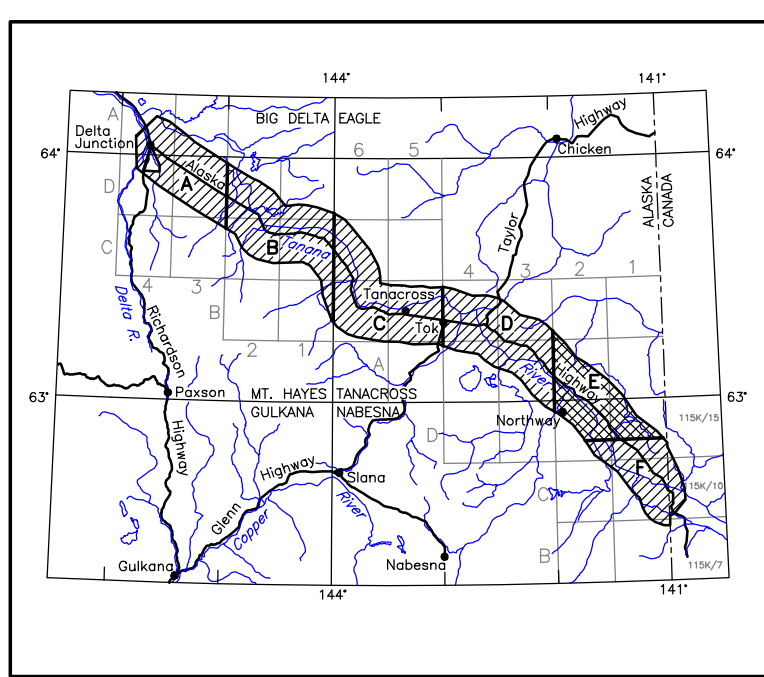 144° 141°
A
BIG DELTA EAGLE
Highway
Delta
Junction
Chicken
64° 64°
6 5
Alaska
ALASKA
CANADA
D
A
Taylor
C
B
Tanana
4 3
4 3 2 1
Tanacross
Delta R.
B
C
Tok
D
Richardson
2 1
A
River
Highway
E
63° 63°
Paxson
MT. HAYES TANACROSS
GULKANA NABESNA
115K/15
Northway
Highway
D
F
Highway
Slana
115K/10
Glenn
River
C
Copper
B
Gulkana
Nabesna
115K/7
144° 141°